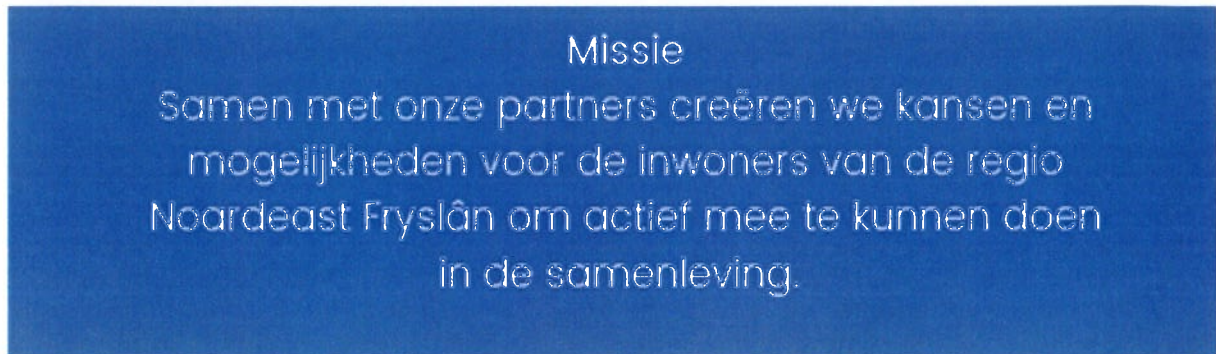 Missie
Samen met onze partners creëren we kansen en
mogelijkheden voor de inwoners van de regio
Noardeast Fryslân om actief mee te kunnen doen
in de samenleving.